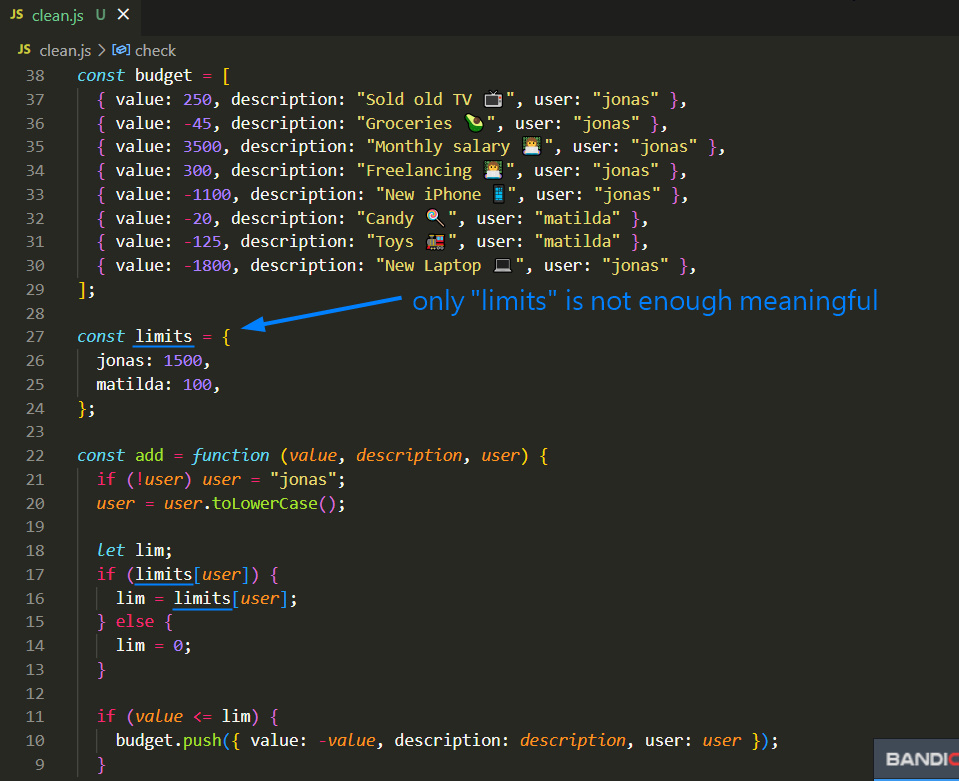 JS clean.js U ✕
JS clean.js > check
38 const budget = [
37 { value: 250, description: "Sold old TV 📺", user: "jonas" },
36 { value: -45, description: "Groceries 🥑", user: "jonas" },
35 { value: 3500, description: "Monthly salary 👩‍💻", user: "jonas" },
34 { value: 300, description: "Freelancing 👩‍💻", user: "jonas" },
33 { value: -1100, description: "New iPhone 📱", user: "jonas" },
32 { value: -20, description: "Candy 🍭", user: "matilda" },
31 { value: -125, description: "Toys 🚂", user: "matilda" },
30 { value: -1800, description: "New Laptop 💻", user: "jonas" },
29 ];
28 only "limits" is not enough meaningful
27 const limits = {
26 jonas: 1500,
25 matilda: 100,
24 };
23
22 const add = function (value, description, user) {
21 if (!user) user = "jonas";
20 user = user.toLowerCase();
19
18 let lim;
17 if (limits[user]) {
16 lim = limits[user];
15 } else {
14 lim = 0;
13 }
12
11 if (value <= lim) {
10 budget.push({ value: -value, description: description, user: user });
9 }